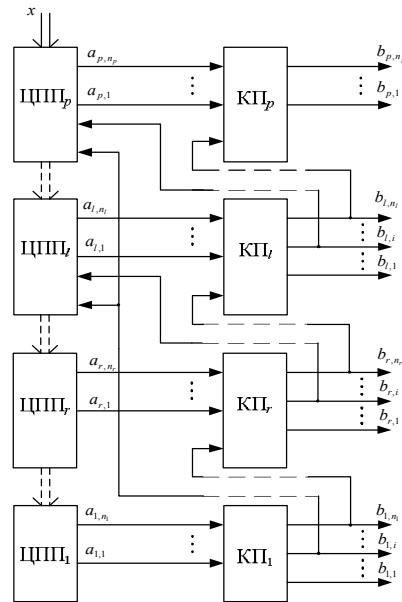 x
ЦПП_p a_{p,n_p} ⋮ a_{p,1} КП_p b_{p,n_p} ⋮ b_{p,1}
ЦПП_l a_{l,n_l} ⋮ a_{l,1} КП_l b_{l,n_l} ⋮ b_{l,i} ⋮ b_{l,1}
ЦПП_r a_{r,n_r} ⋮ a_{r,1} КП_r b_{r,n_r} ⋮ b_{r,i} ⋮ b_{r,1}
ЦПП_1 a_{1,n_1} ⋮ a_{1,1} КП_1 b_{1,n_1} ⋮ b_{1,i} ⋮ b_{1,1}